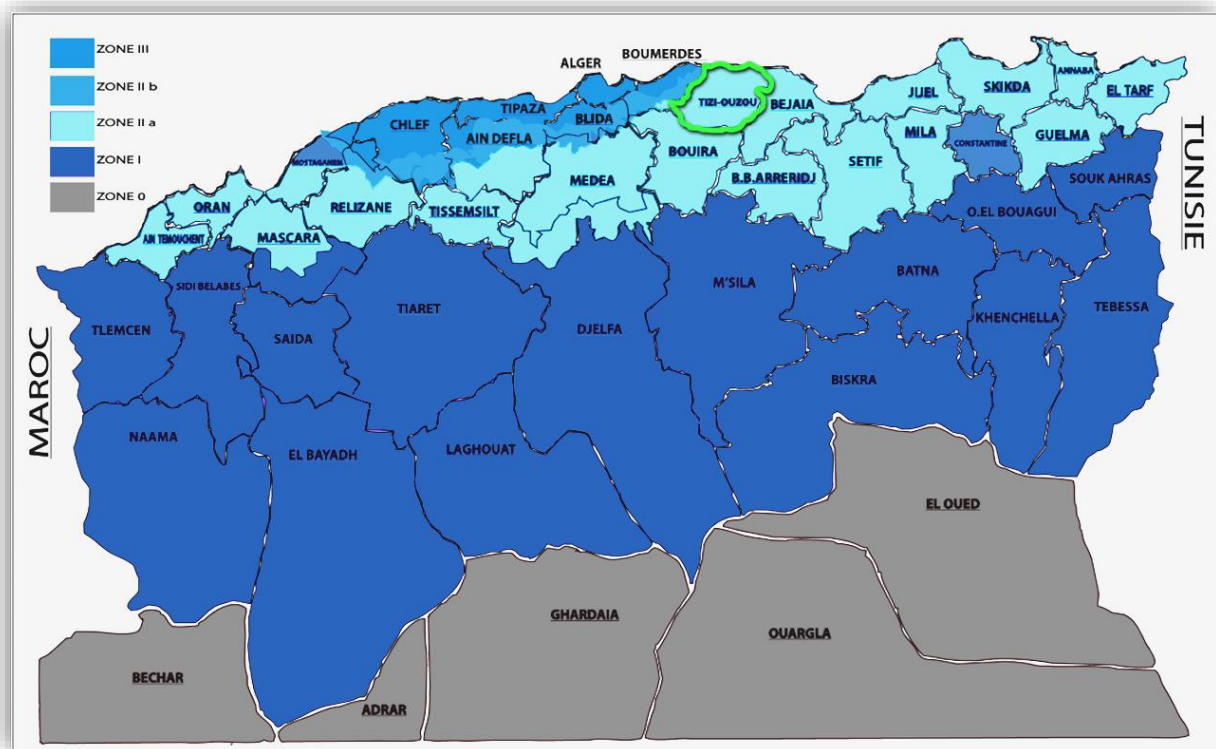 ZONE III
ZONE II b
ZONE II a
ZONE I
ZONE 0
BOUMERDES
ALGER
TIPAZA
BLIDA
CHLEF
AIN DEFLA
TIZI-OUZOU
BEJAIA
JIJEL
SKIKDA
ANNABA
EL TARF
MOSTAGANEM
BOUIRA
SETIF
MILA
CONSTANTINE
GUELMA
MEDEA
B.B.ARRERIDJ
SOUK AHRAS
ORAN
RELIZANE
TISSEMSILT
O.EL BOUAGUI
AIN TEMOUCHENT
MASCARA
TUNISIE
SIDI BELABES
M'SILA
BATNA
TLEMCEN
SAIDA
TIARET
DJELFA
KHENCHELLA
TEBESSA
MAROC
BISKRA
NAAMA
EL BAYADH
LAGHOUAT
EL OUED
GHARDAIA
OUARGLA
BECHAR
ADRAR